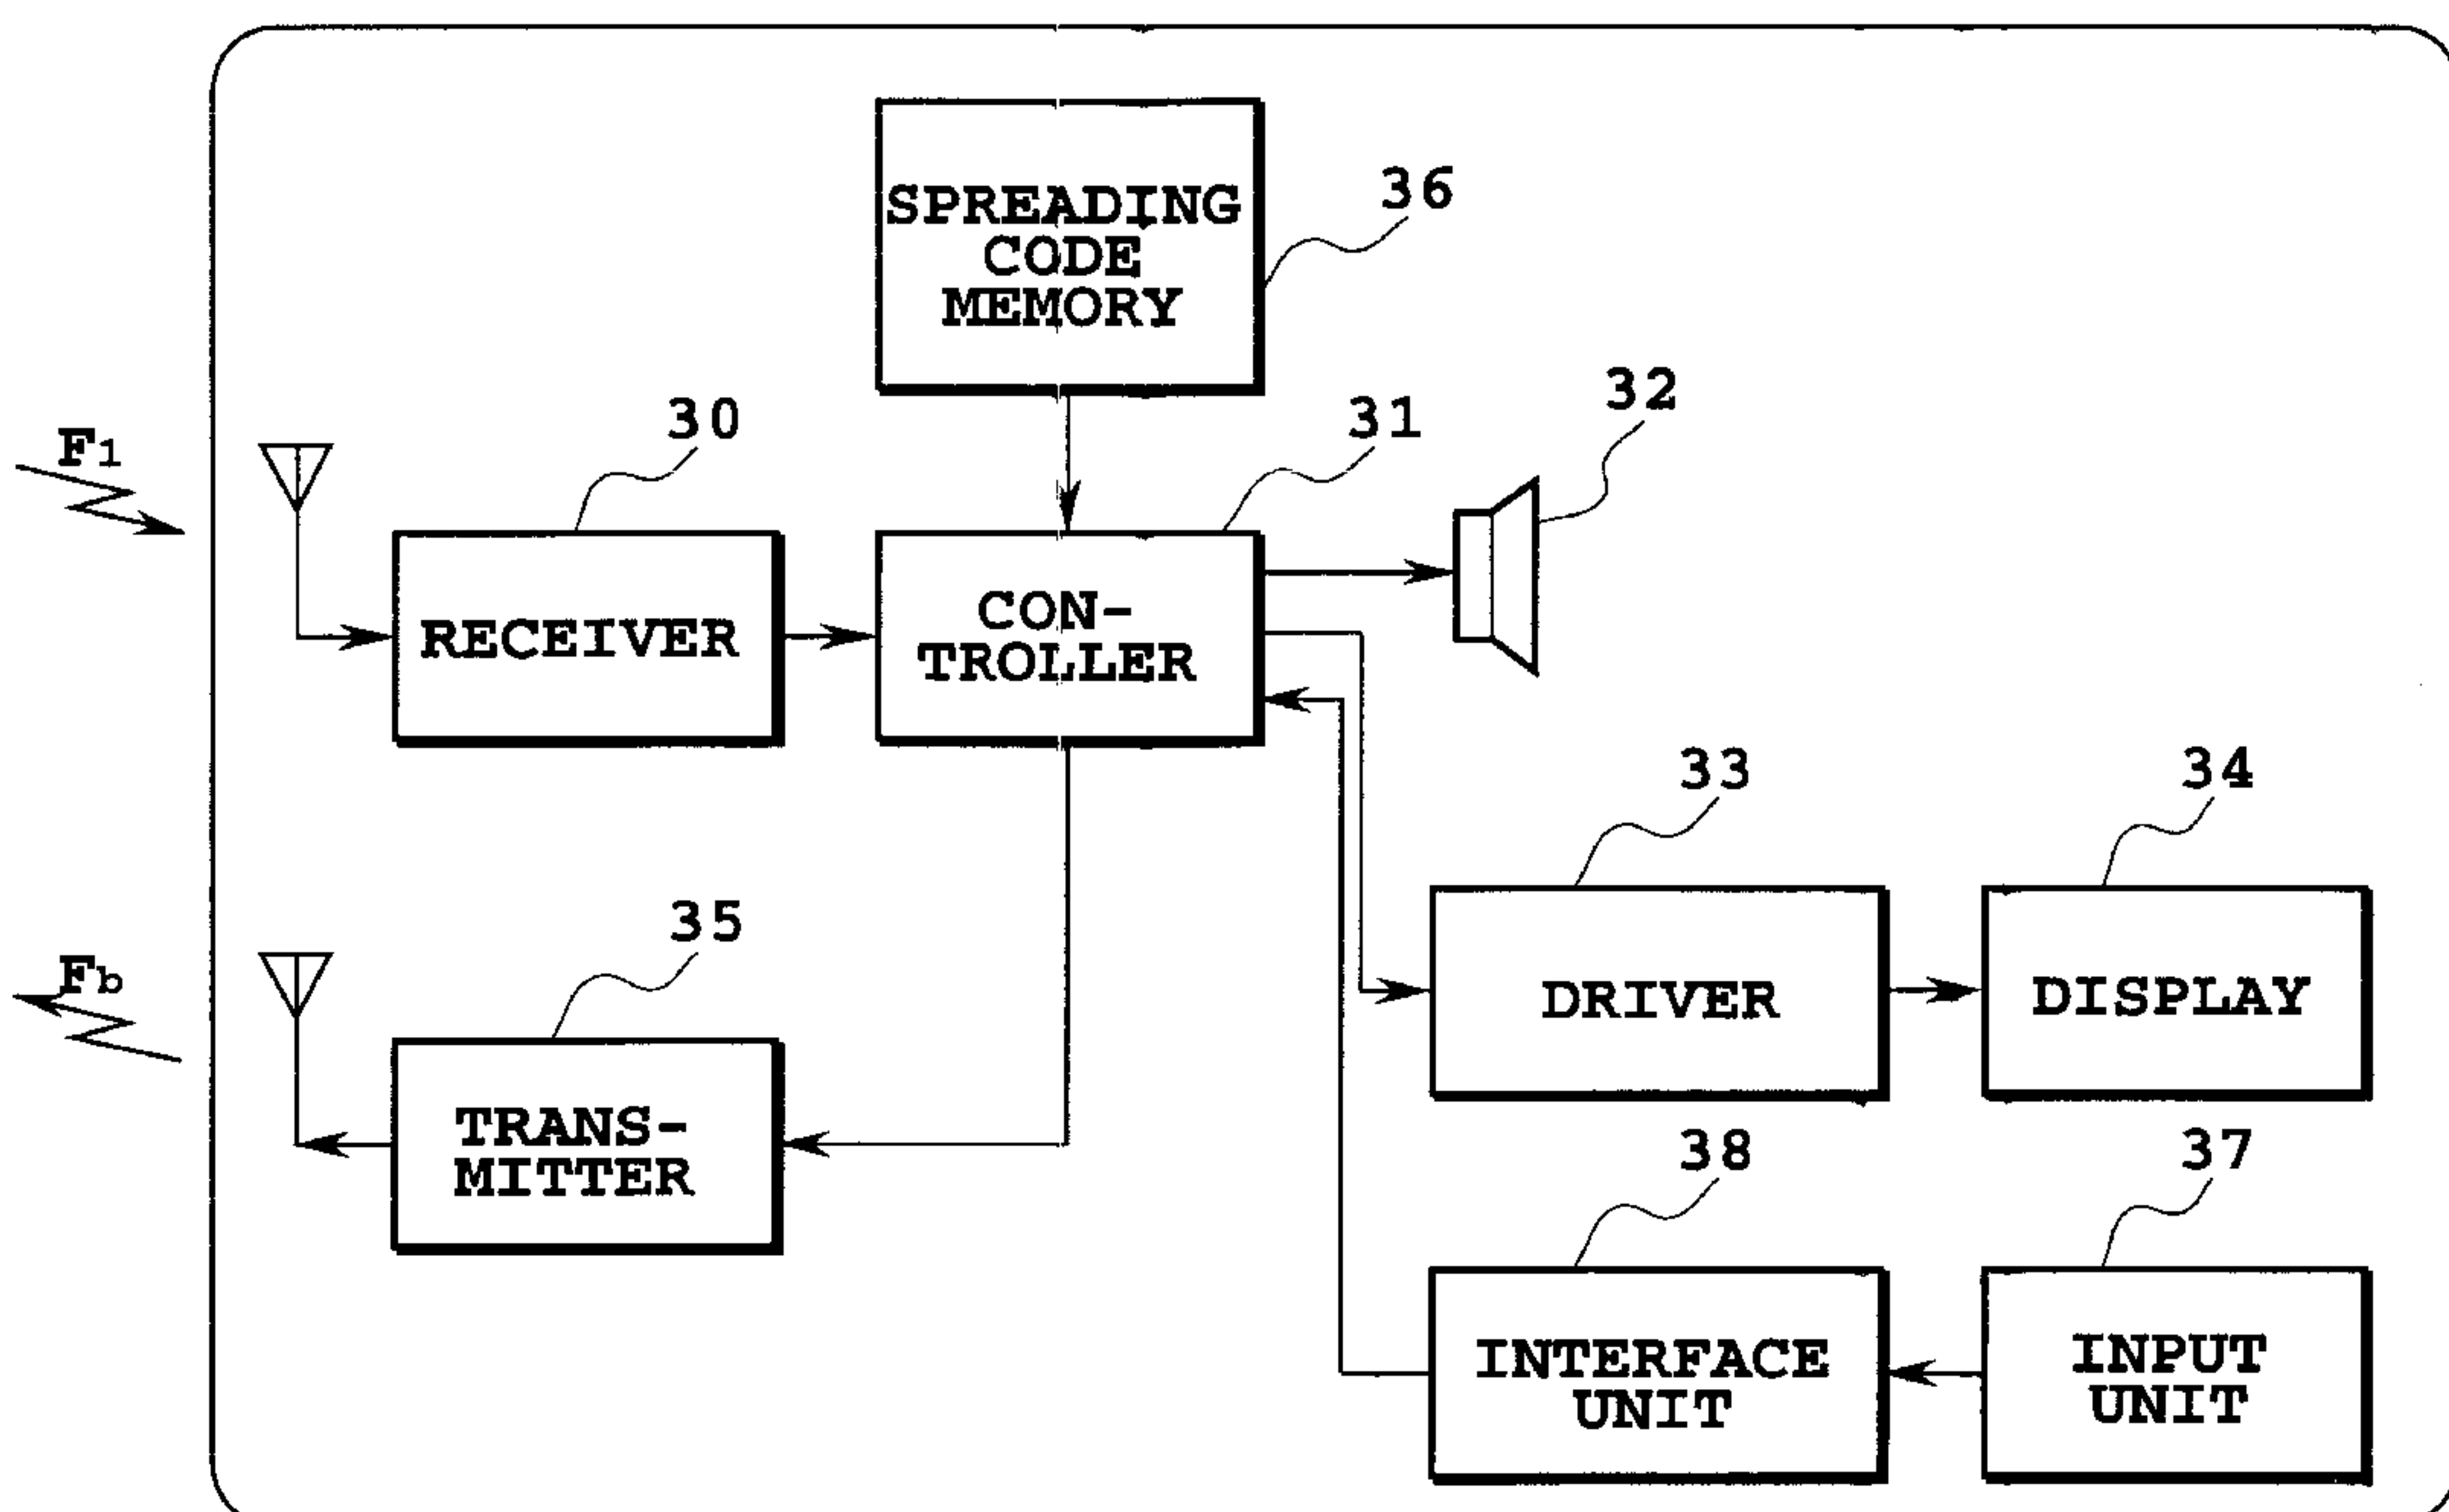 36
SPREADING
CODE
MEMORY
32
30
31
F1
CON-
TROLLER
RECEIVER
33
34
35
Fb
DRIVER
DISPLAY
TRANS-
MITTER
38
37
INTERFACE
UNIT
INPUT
UNIT